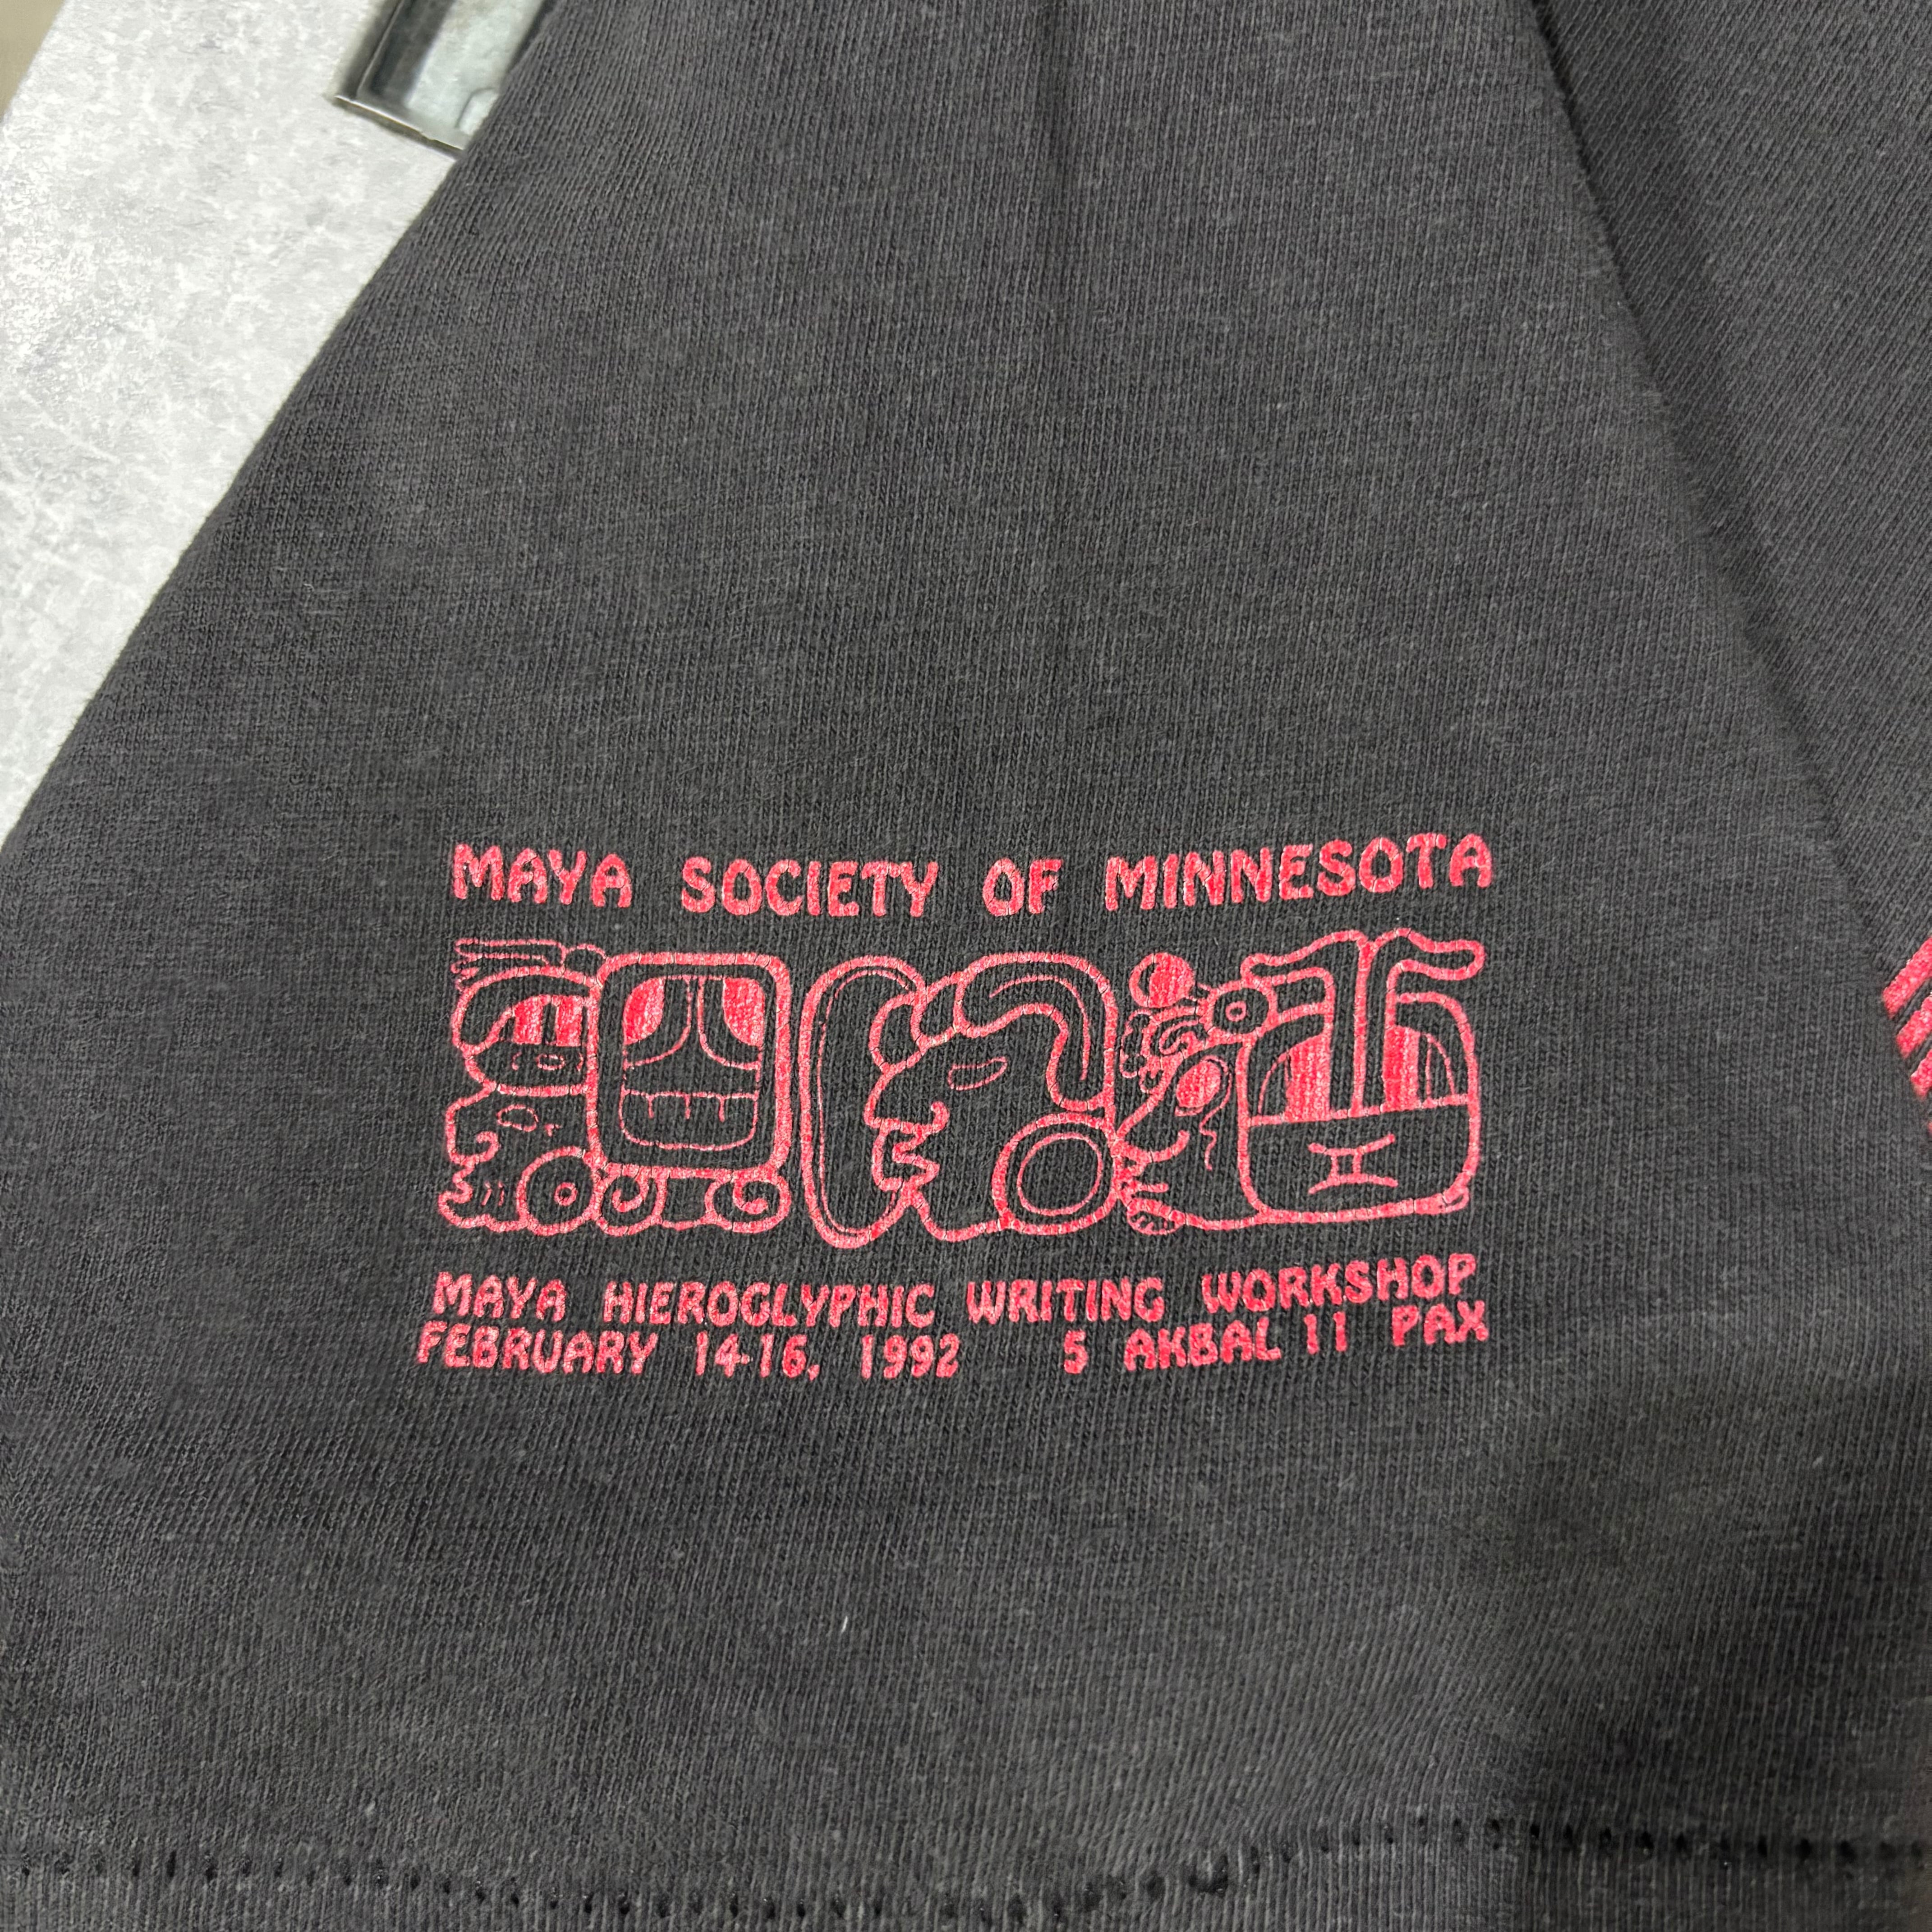 MAYA SOCIETY OF MINNESOTA
MAYA HIEROGLYPHIC WRITING WORKSHOP
FEBRUARY 14-16, 1992 5 AKBAL 11 PAX